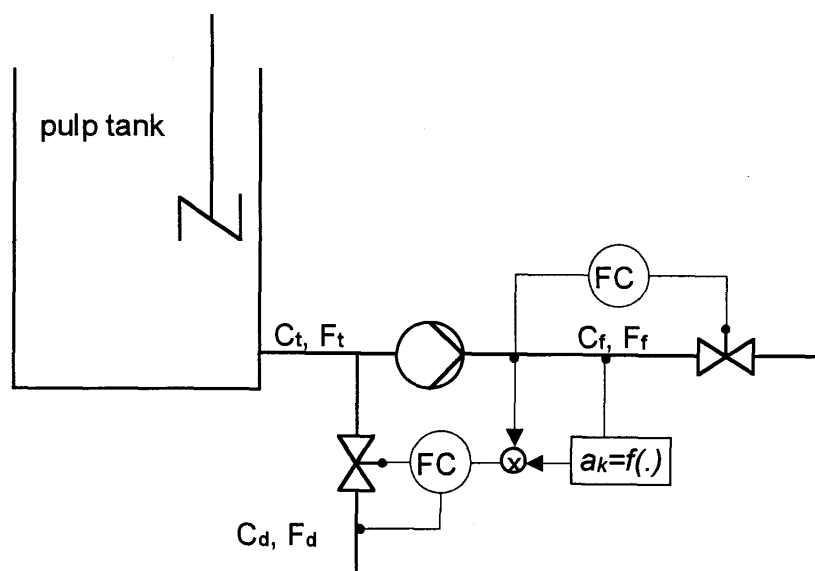 pulp tank
FC
Ct, Ft
Cf, Ff
FC
x
ak=f(.)
Cd, Fd